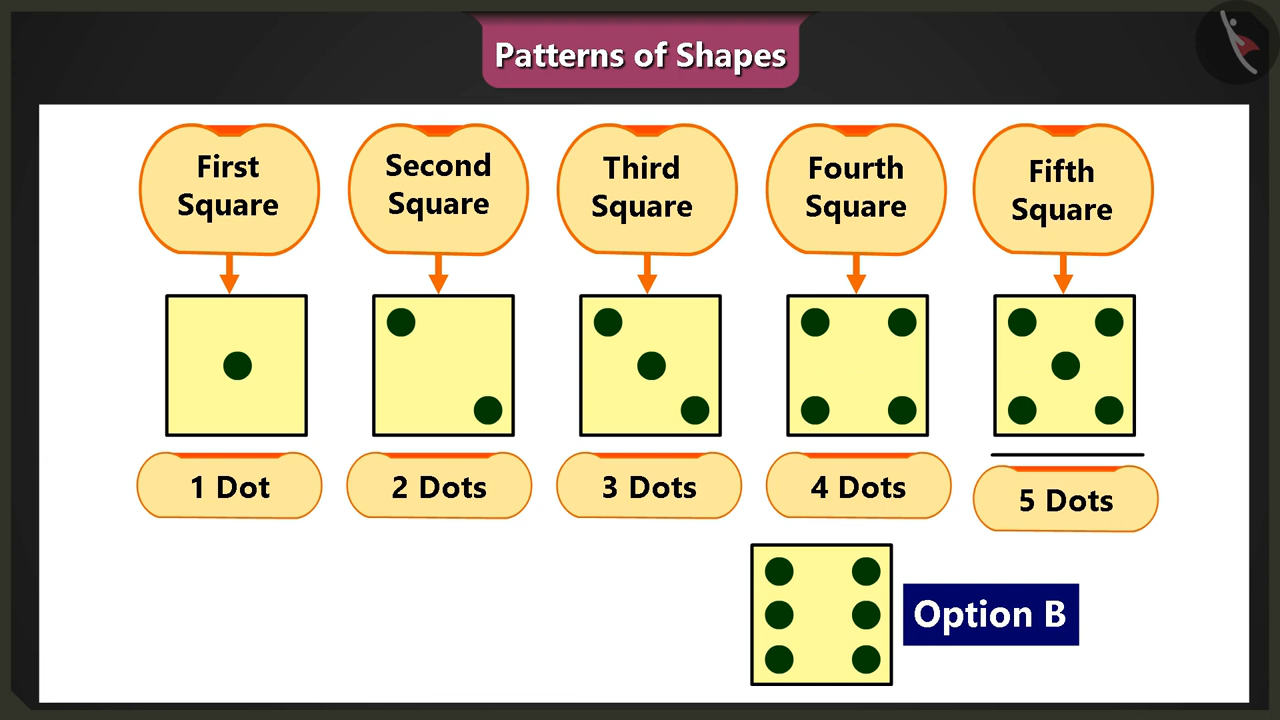 Patterns of Shapes
First
Square
Second
Square
Third
Square
Fourth
Square
Fifth
Square
1 Dot
2 Dots
3 Dots
4 Dots
5 Dots
Option B